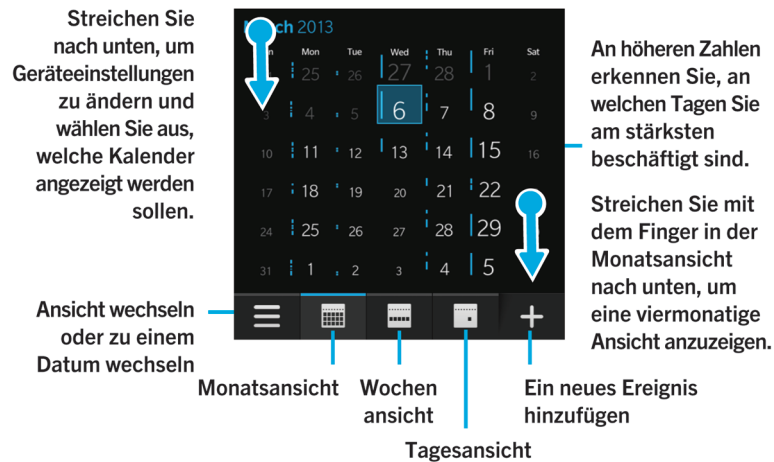 Streichen Sie
nach unten, um
Geräteeinstellungen
zu ändern und
wählen Sie aus,
welche Kalender
angezeigt werden
sollen.
Ansicht wechseln
oder zu einem
Datum wechseln
2013
Mon Tue Wed Thu Fri Sat
25 26 27 28 1 2
3 4 5 6 7 8 9
10 11 12 13 14 15 16
17 18 19 20 21 22
24 25 26 27 28 29
31 1 2 3 4 5
An höheren Zahlen
erkennen Sie, an
welchen Tagen Sie
am stärksten
beschäftigt sind.
Streichen Sie mit
dem Finger in der
Monatsansicht
nach unten, um
eine viermonatige
Ansicht anzuzeigen.
Monatsansicht
Wochen
ansicht
Tagesansicht
Ein neues Ereignis
hinzufügen